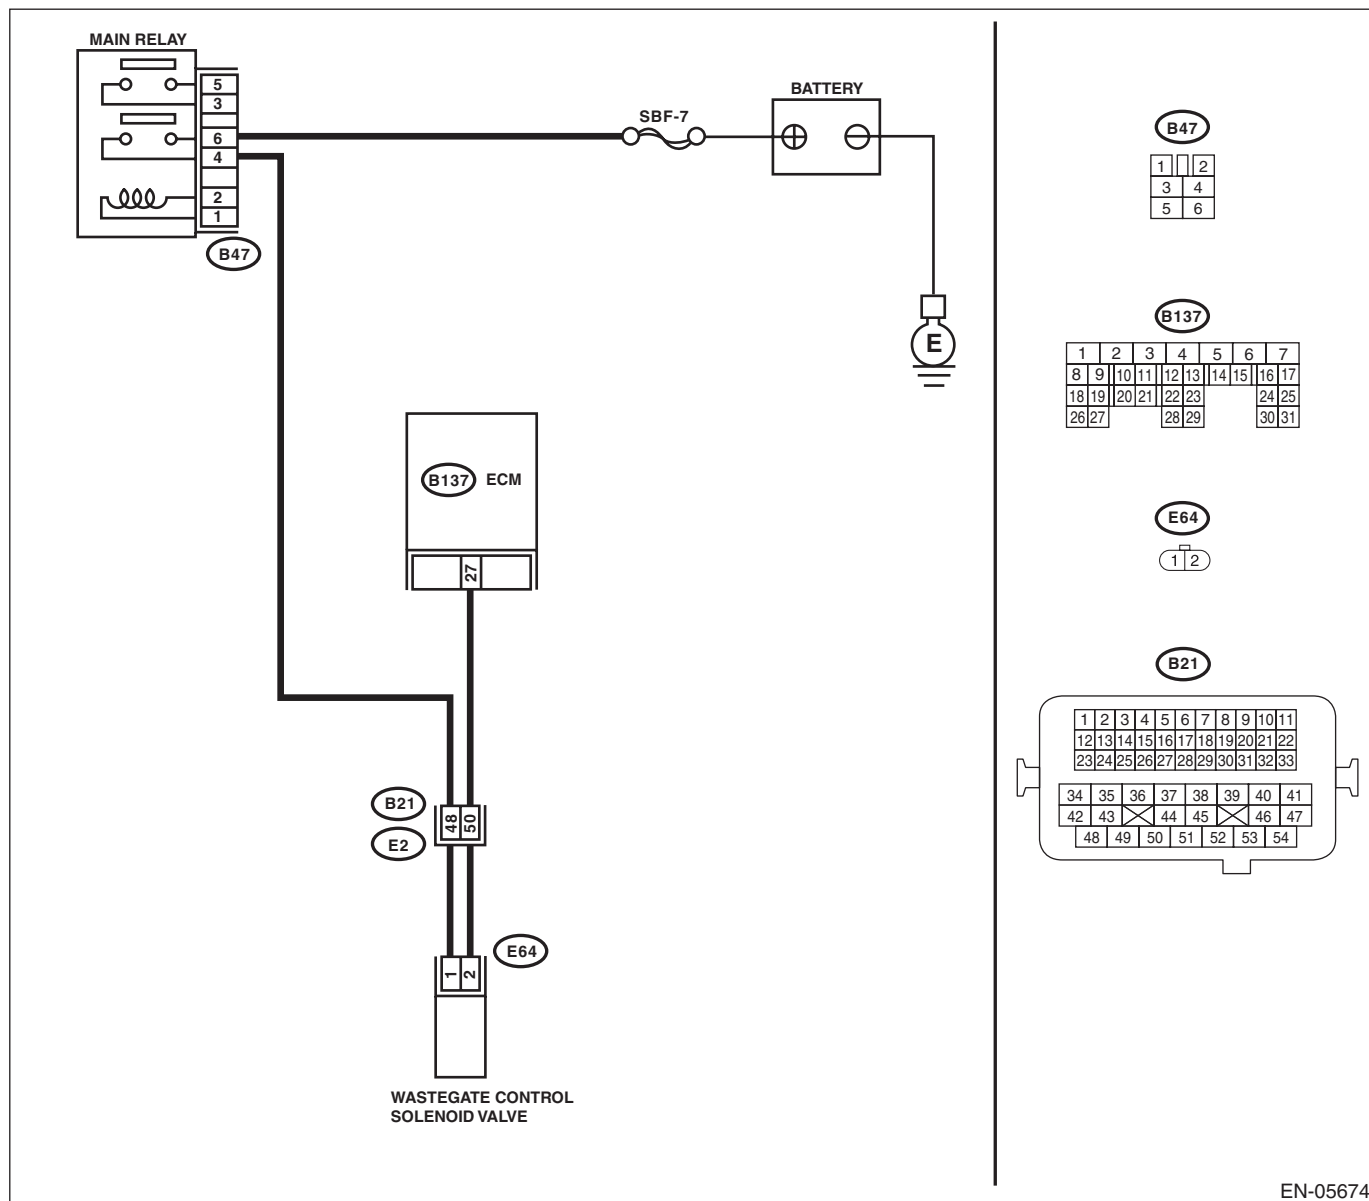 MAIN RELAY
5
3
6
4
2
1
B47
SBF-7
BATTERY
E
B137 ECM
27
B21
E2
48 50
E64
1 2
WASTEGATE CONTROL
SOLENOID VALVE
B47
1 2
3 4
5 6
B137
1 2 3 4 5 6 7
8 9 10 11 12 13 14 15 16 17
18 19 20 21 22 23 24 25
26 27 28 29 30 31
E64
1 2
B21
1 2 3 4 5 6 7 8 9 10 11
12 13 14 15 16 17 18 19 20 21 22
23 24 25 26 27 28 29 30 31 32 33
34 35 36 37 38 39 40 41
42 43 44 45 46 47
48 49 50 51 52 53 54
EN-05674